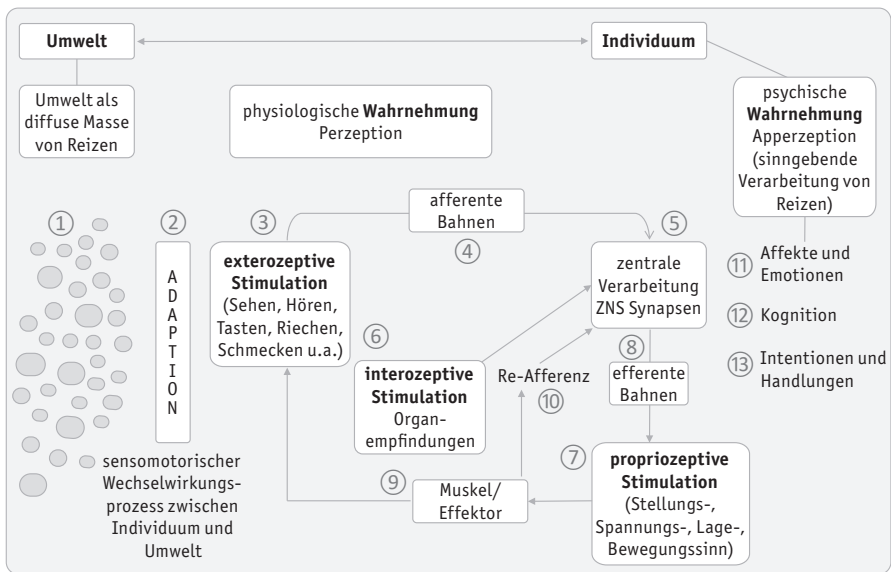 Umwelt
Individuum
Umwelt als
diffuse Masse
von Reizen
physiologische Wahrnehmung
Perzeption
psychische
Wahrnehmung
Apperzeption
(sinngebende
Verarbeitung von
Reizen)
1
2
A
D
A
P
T
I
O
N
sensomotorischer
Wechselwirkungs-
prozess zwischen
Individuum und
Umwelt
3
exterozeptive
Stimulation
(Sehen, Hören,
Tasten, Riechen,
Schmecken u.a.)
afferente
Bahnen
4
5
zentrale
Verarbeitung
ZNS Synapsen
6
interozeptive
Stimulation
Organ-
empfindungen
Re-Afferenz
10
8
efferente
Bahnen
7
propriozeptive
Stimulation
(Stellungs-,
Spannungs-, Lage-,
Bewegungssinn)
9
Muskel/
Effektor
11 Affekte und
Emotionen
12 Kognition
13 Intentionen und
Handlungen